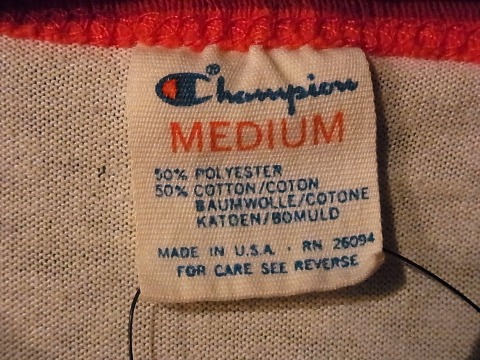 Champion®
MEDIUM
50% POLYESTER
50% COTTON/COTON
BAUMWOLLE/COTONE
KATOEN/BOMULD
MADE IN U.S.A. · RN 26094
FOR CARE SEE REVERSE